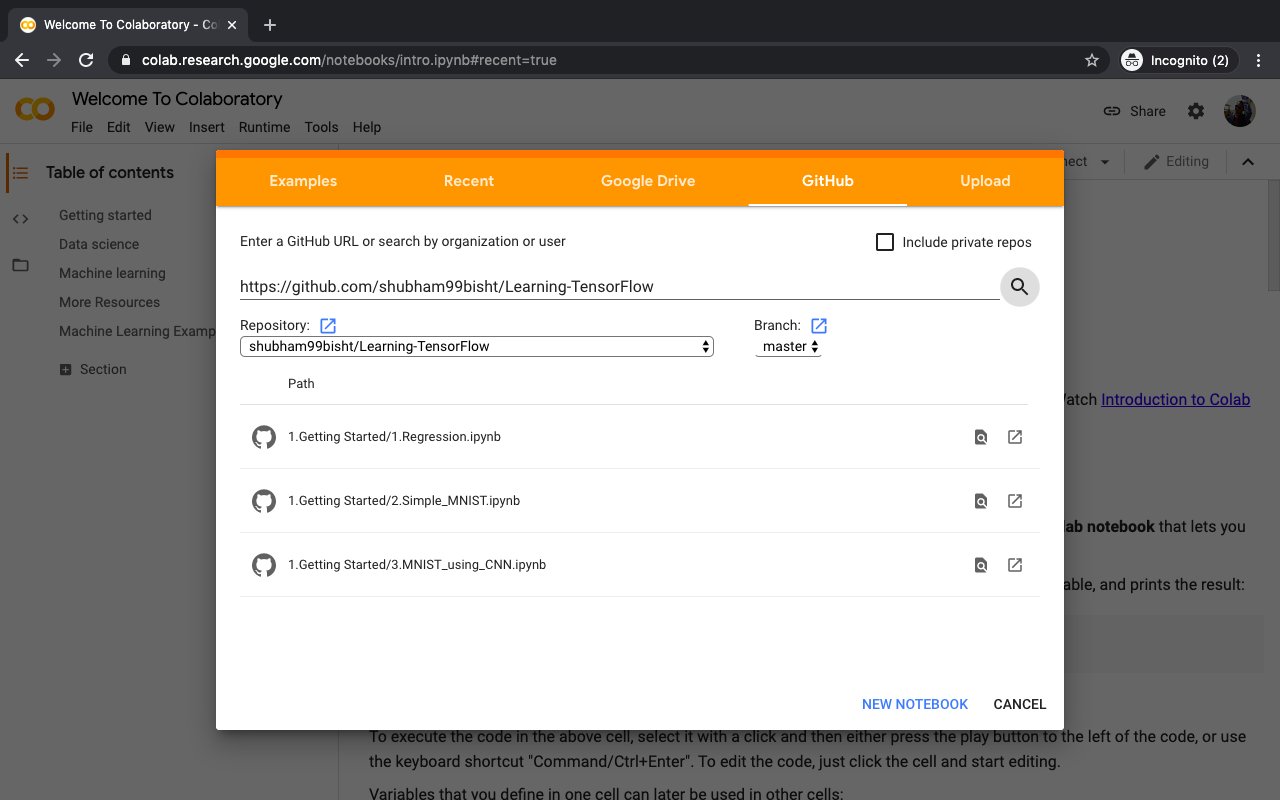 Welcome To Colaboratory - Co
colab.research.google.com/notebooks/intro.ipynb#recent=true
Incognito (2)
Welcome To Colaboratory
File Edit View Insert Runtime Tools Help
Share
Table of contents
Editing
Getting started
Data science
Machine learning
More Resources
Machine Learning Examp
Section
Examples Recent Google Drive GitHub Upload
Enter a GitHub URL or search by organization or user
Include private repos
https://github.com/shubham99bisht/Learning-TensorFlow
Repository:
Branch:
shubham99bisht/Learning-TensorFlow
master
Path
Introduction to Colab
1.Getting Started/1.Regression.ipynb
1.Getting Started/2.Simple_MNIST.ipynb
ab notebook that lets you
1.Getting Started/3.MNIST_using_CNN.ipynb
able, and prints the result:
NEW NOTEBOOK CANCEL
To execute the code in the above cell, select it with a click and then either press the play button to the left of the code, or use
the keyboard shortcut "Command/Ctrl+Enter". To edit the code, just click the cell and start editing.
Variables that you define in one cell can later be used in other cells: